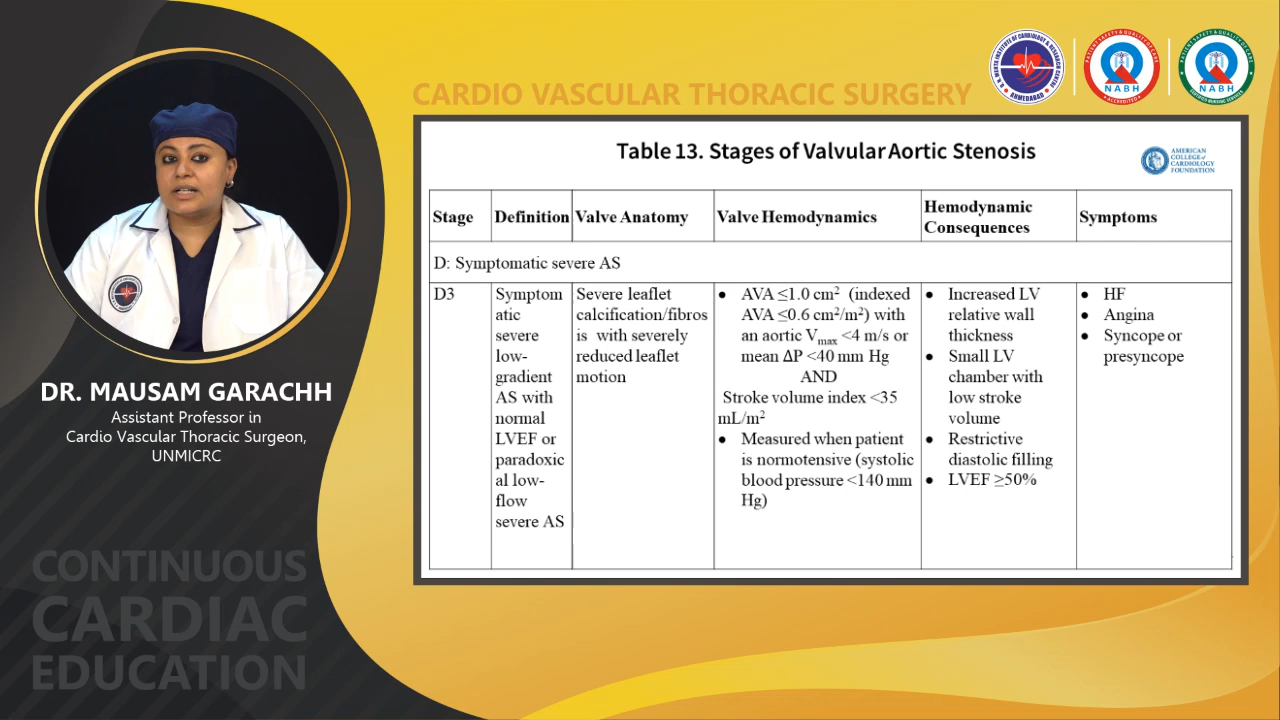 CARDIO VASCULAR THORACIC SURGERY
NABH
ACCREDITED
NABH
Table 13. Stages of Valvular Aortic Stenosis
AMERICAN
COLLEGE of
CARDIOLOGY
FOUNDATION
Stage
Definition
Valve Anatomy
Valve Hemodynamics
Hemodynamic
Consequences
Symptoms
D: Symptomatic severe AS
D3
Symptom
atic
severe
low-
gradient
AS with
normal
LVEF or
paradoxic
al low-
flow
severe AS
Severe leaflet
calcification/fibros
is with severely
reduced leaflet
motion
• AVA ≤1.0 cm² (indexed
AVA ≤0.6 cm²/m²) with
an aortic Vmax <4 m/s or
mean ΔP <40 mm Hg
AND
Stroke volume index <35
mL/m²
• Measured when patient
is normotensive (systolic
blood pressure <140 mm
Hg)
• Increased LV
relative wall
thickness
• Small LV
chamber with
low stroke
volume
• Restrictive
diastolic filling
• LVEF ≥50%
• HF
• Angina
• Syncope or
presyncope
DR. MAUSAM GARACHH
Assistant Professor in
Cardio Vascular Thoracic Surgeon,
UNMICRC
CONTINUOUS
CARDIAC
EDUCATION